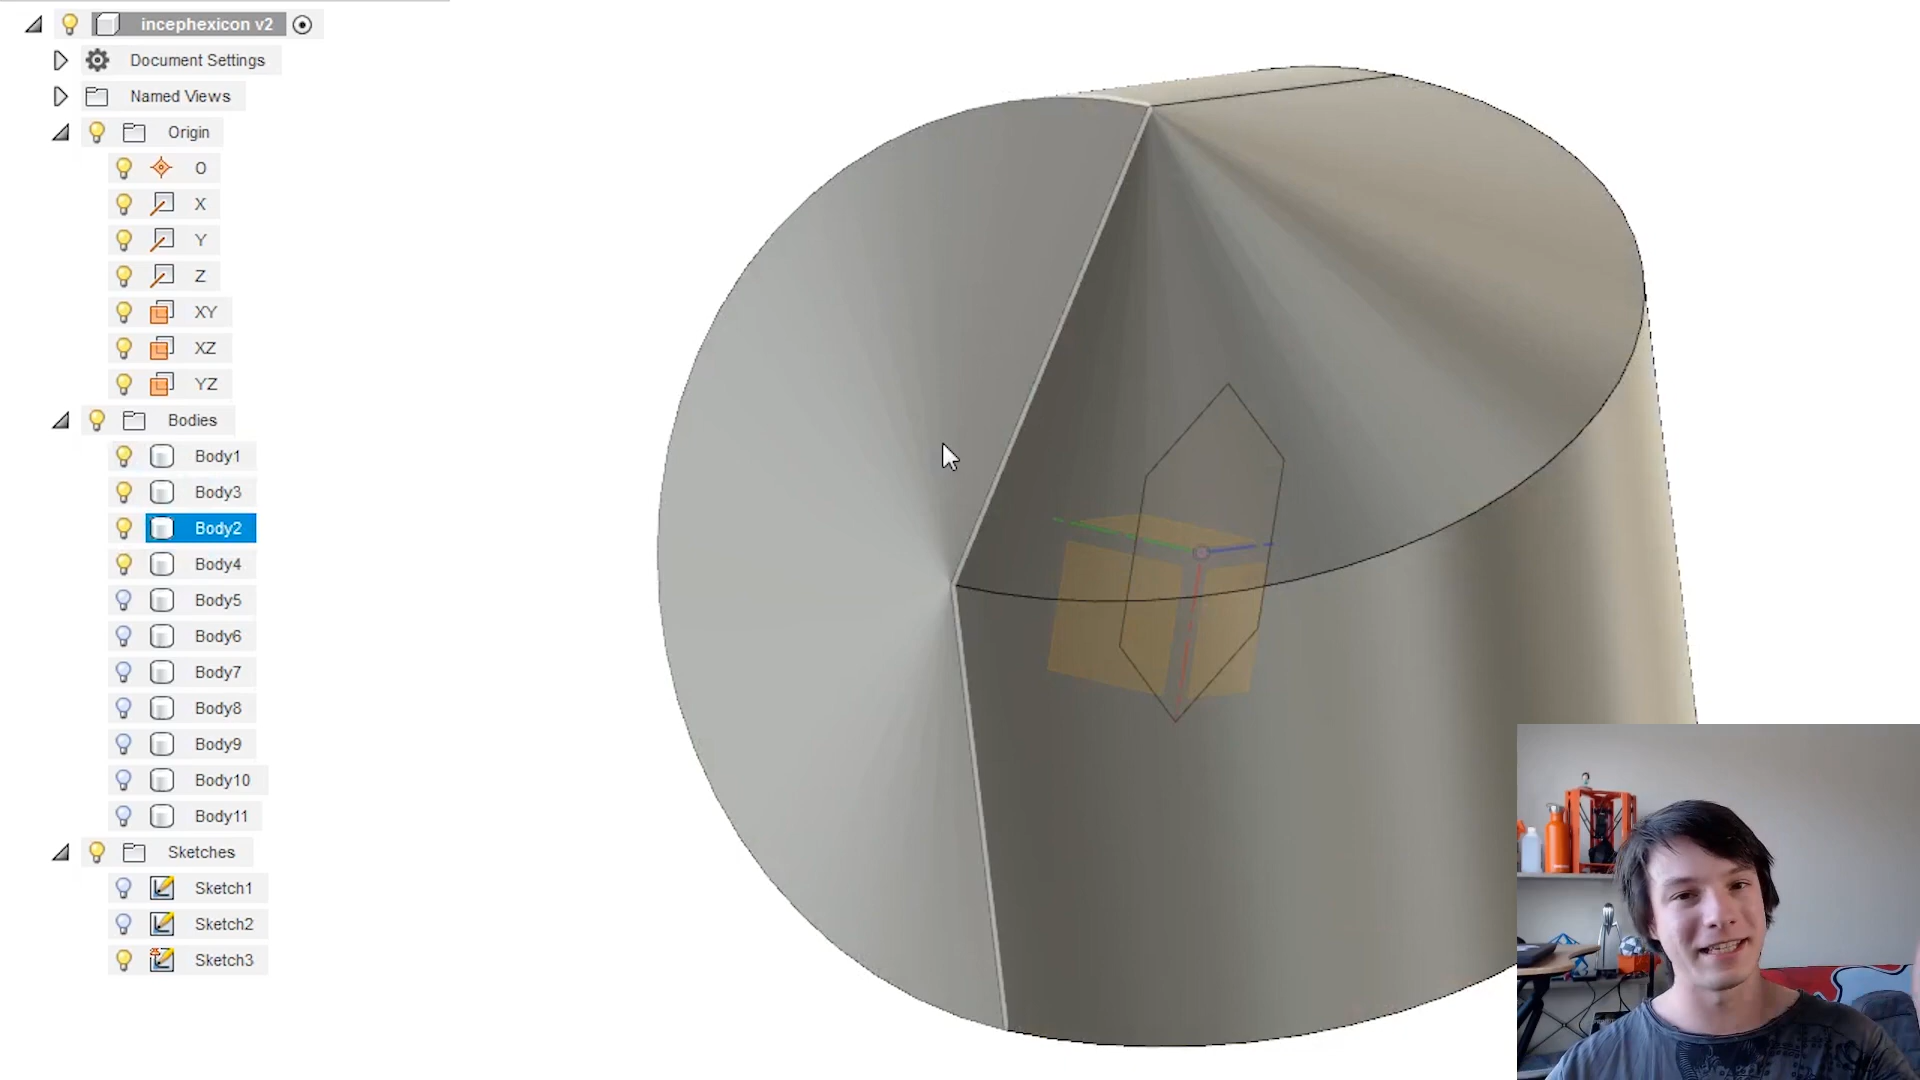 incephexicon v2
Document Settings
Named Views
Origin
O
X
Y
Z
XY
XZ
YZ
Bodies
Body1
Body3
Body2
Body4
Body5
Body6
Body7
Body8
Body9
Body10
Body11
Sketches
Sketch1
Sketch2
Sketch3